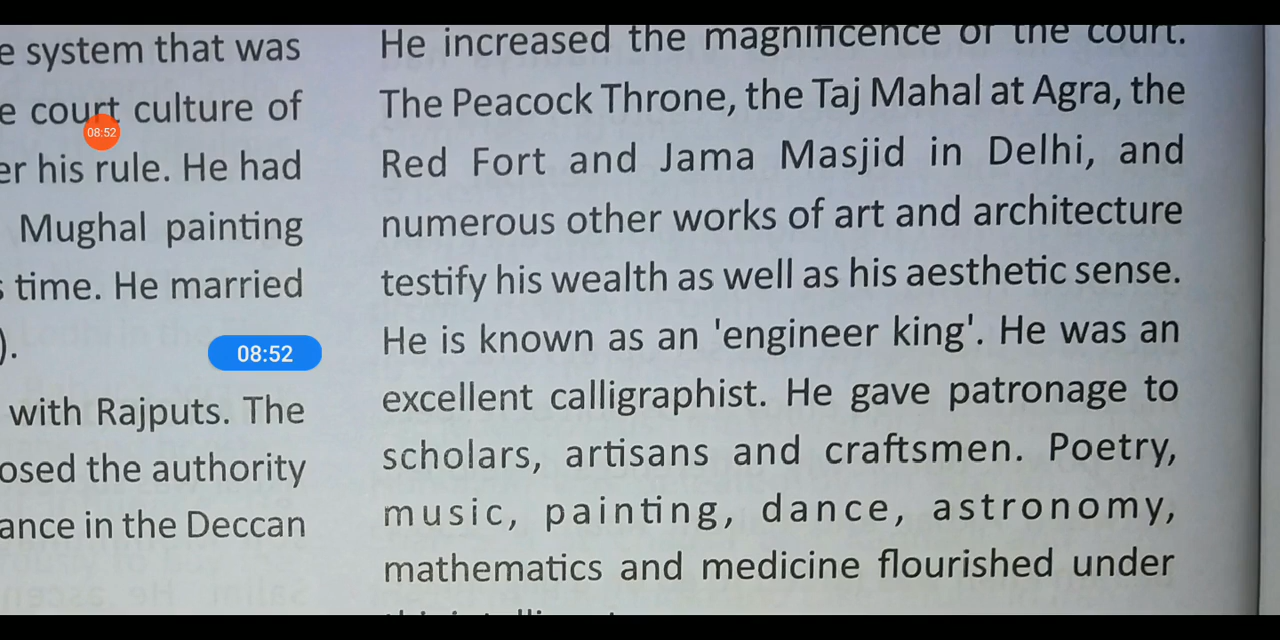 e system that was
e court culture of
08:52
er his rule. He had
Mughal painting
s time. He married
).
08:52
with Rajputs. The
osed the authority
ance in the Deccan
He increased the magnificence of the court.
The Peacock Throne, the Taj Mahal at Agra, the
Red Fort and Jama Masjid in Delhi, and
numerous other works of art and architecture
testify his wealth as well as his aesthetic sense.
He is known as an 'engineer king'. He was an
excellent calligraphist. He gave patronage to
scholars, artisans and craftsmen. Poetry,
music, painting, dance, astronomy,
mathematics and medicine flourished under